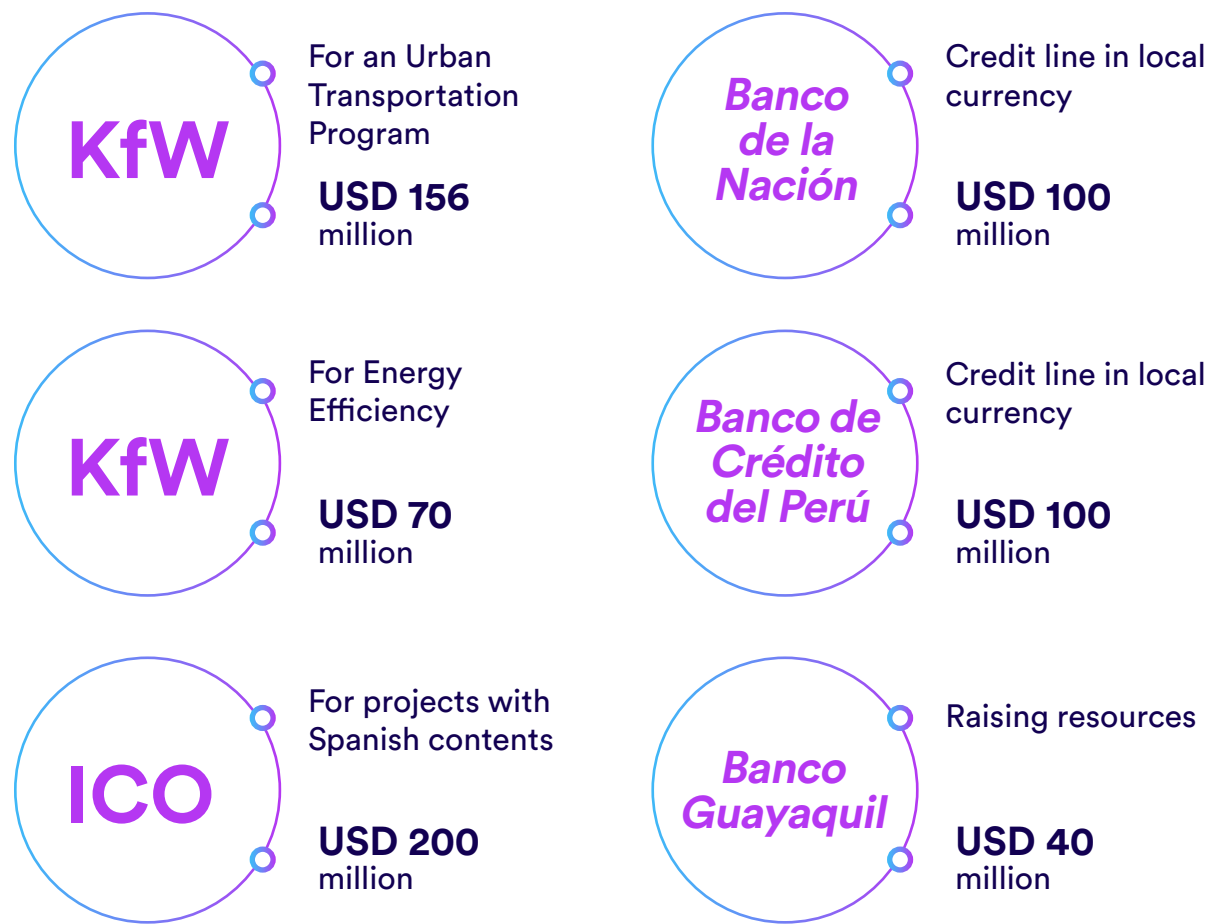 KfW
For an Urban
Transportation
Program
USD 156
million
Banco
de la
Nación
Credit line in local
currency
USD 100
million
KfW
For Energy
Efficiency
USD 70
million
Banco de
Crédito
del Perú
Credit line in local
currency
USD 100
million
ICO
For projects with
Spanish contents
USD 200
million
Banco
Guayaquil
Raising resources
USD 40
million